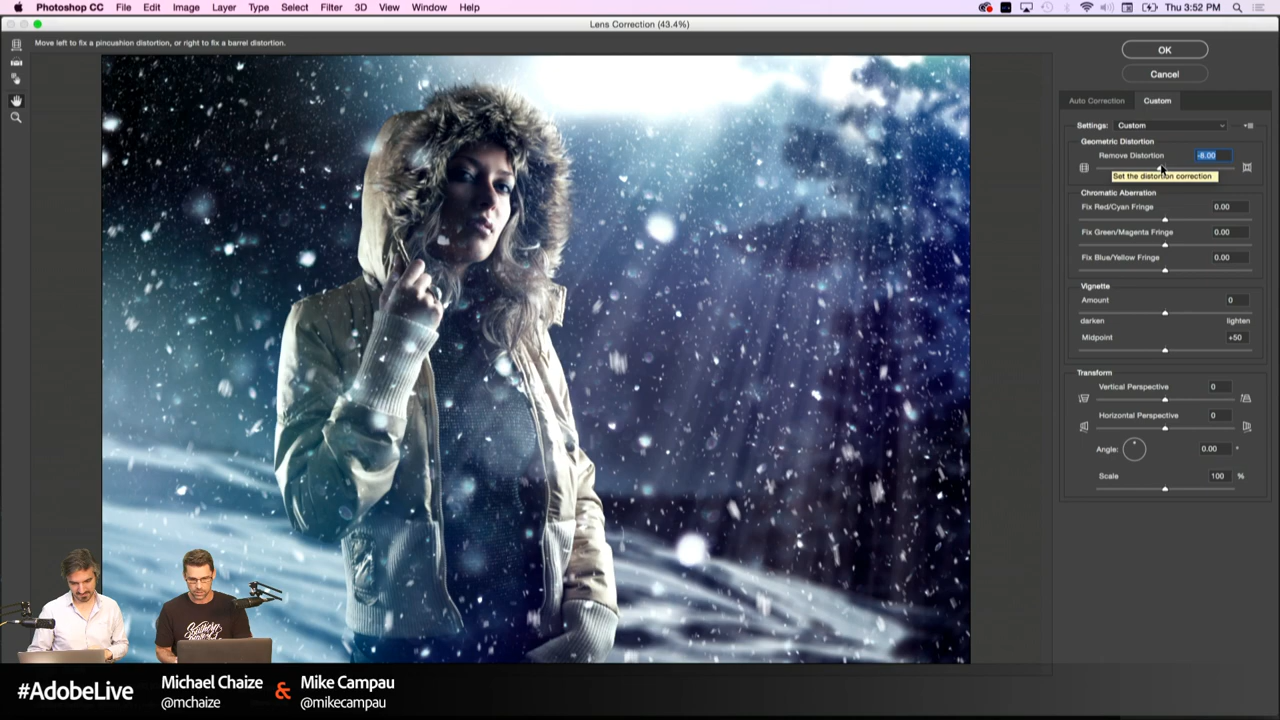 Photoshop CC File Edit Image Layer Type Select Filter 3D View Window Help Thu 3:52 PM
Lens Correction (43.4%)
Move left to fix a pincushion distortion, or right to fix a barrel distortion.
OK
Cancel
Auto Correction Custom
Settings: Custom
Geometric Distortion
Remove Distortion -8.00
Set the distortion correction
Chromatic Aberration
Fix Red/Cyan Fringe 0.00
Fix Green/Magenta Fringe 0.00
Fix Blue/Yellow Fringe 0.00
Vignette
Amount 0
darken lighten
Midpoint +50
Transform
Vertical Perspective 0
Horizontal Perspective 0
Angle: 0.00 °
Scale 100 %
#AdobeLive
Michael Chaize & Mike Campau
@mchaize @mikecampau